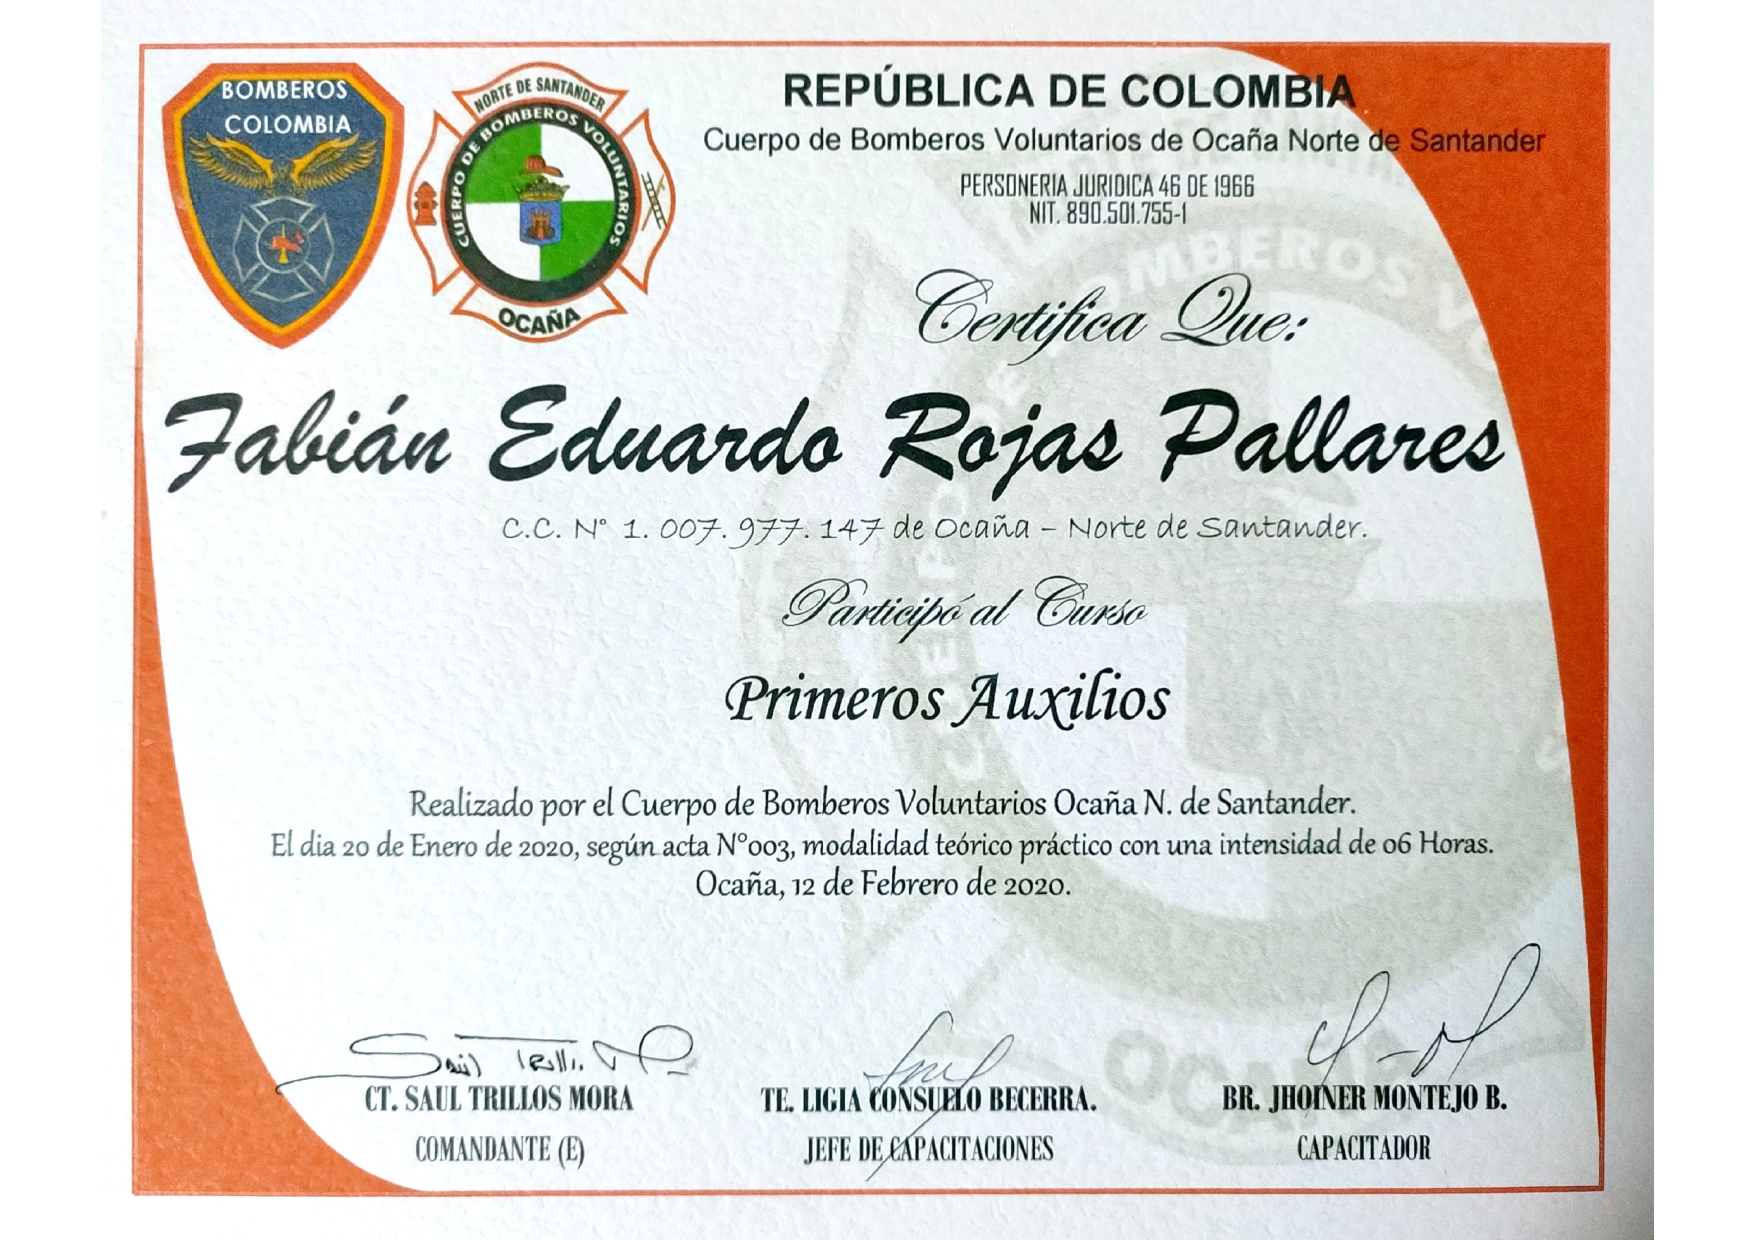 BOMBEROS
COLOMBIA
NORTE DE SANTANDER
CUERPO DE BOMBEROS VOLUNTARIOS
OCAÑA
REPÚBLICA DE COLOMBIA
Cuerpo de Bomberos Voluntarios de Ocaña Norte de Santander
PERSONERIA JURIDICA 46 DE 1966
NIT. 890.501.755-1
Certifica Que:
Fabián Eduardo Rojas Pallares
C.C. N° 1. 007. 977. 147 de Ocaña – Norte de Santander.
Participó al Curso
Primeros Auxilios
Realizado por el Cuerpo de Bomberos Voluntarios Ocaña N. de Santander.
El dia 20 de Enero de 2020, según acta N°003, modalidad teórico práctico con una intensidad de 06 Horas.
Ocaña, 12 de Febrero de 2020.
CT. SAUL TRILLOS MORA
COMANDANTE (E)
TE. LIGIA CONSUELO BECERRA.
JEFE DE CAPACITACIONES
BR. JHOINER MONTEJO B.
CAPACITADOR